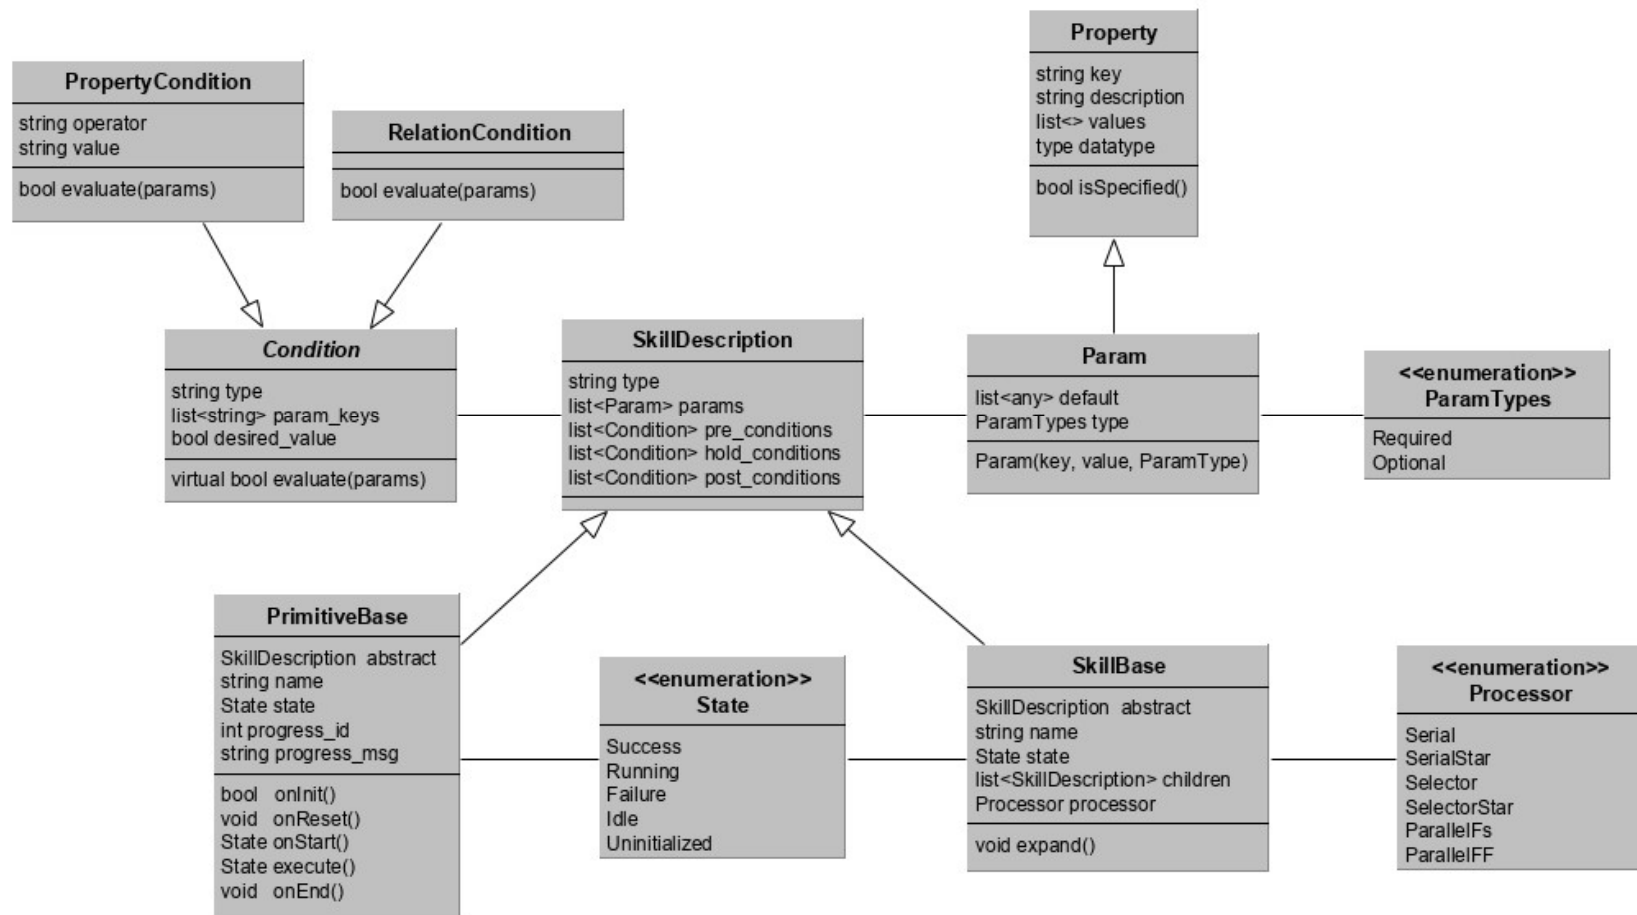 Property
string key
string description
list<> values
type datatype
bool isSpecified()
PropertyCondition
string operator
string value
bool evaluate(params)
RelationCondition
bool evaluate(params)
Condition
string type
list<string> param_keys
bool desired_value
virtual bool evaluate(params)
SkillDescription
string type
list<Param> params
list<Condition> pre_conditions
list<Condition> hold_conditions
list<Condition> post_conditions
Param
list<any> default
ParamTypes type
Param(key, value, ParamType)
<<enumeration>>
ParamTypes
Required
Optional
PrimitiveBase
SkillDescription abstract
string name
State state
int progress_id
string progress_msg
bool onInit()
void onReset()
State onStart()
State execute()
void onEnd()
<<enumeration>>
State
Success
Running
Failure
Idle
Uninitialized
SkillBase
SkillDescription abstract
string name
State state
list<SkillDescription> children
Processor processor
void expand()
<<enumeration>>
Processor
Serial
SerialStar
Selector
SelectorStar
ParallelFs
ParallelFF